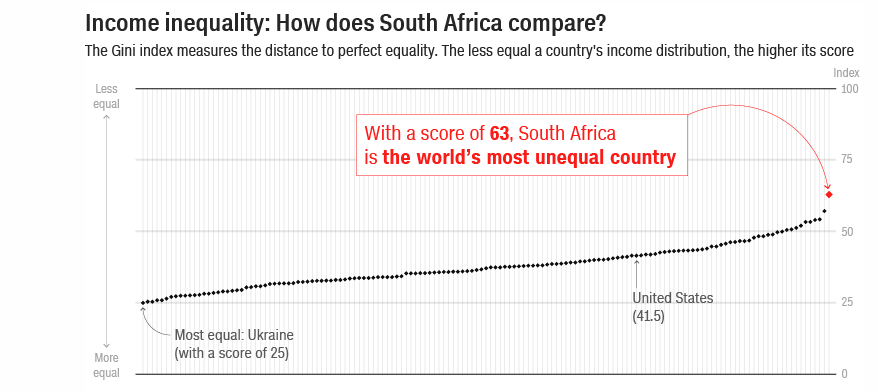 Income inequality: How does South Africa compare?
The Gini index measures the distance to perfect equality. The less equal a country's income distribution, the higher its score
Index
Less
equal
100
With a score of 63, South Africa
is the world's most unequal country
75
50
25
United States
(41.5)
Most equal: Ukraine
(with a score of 25)
More
equal
0